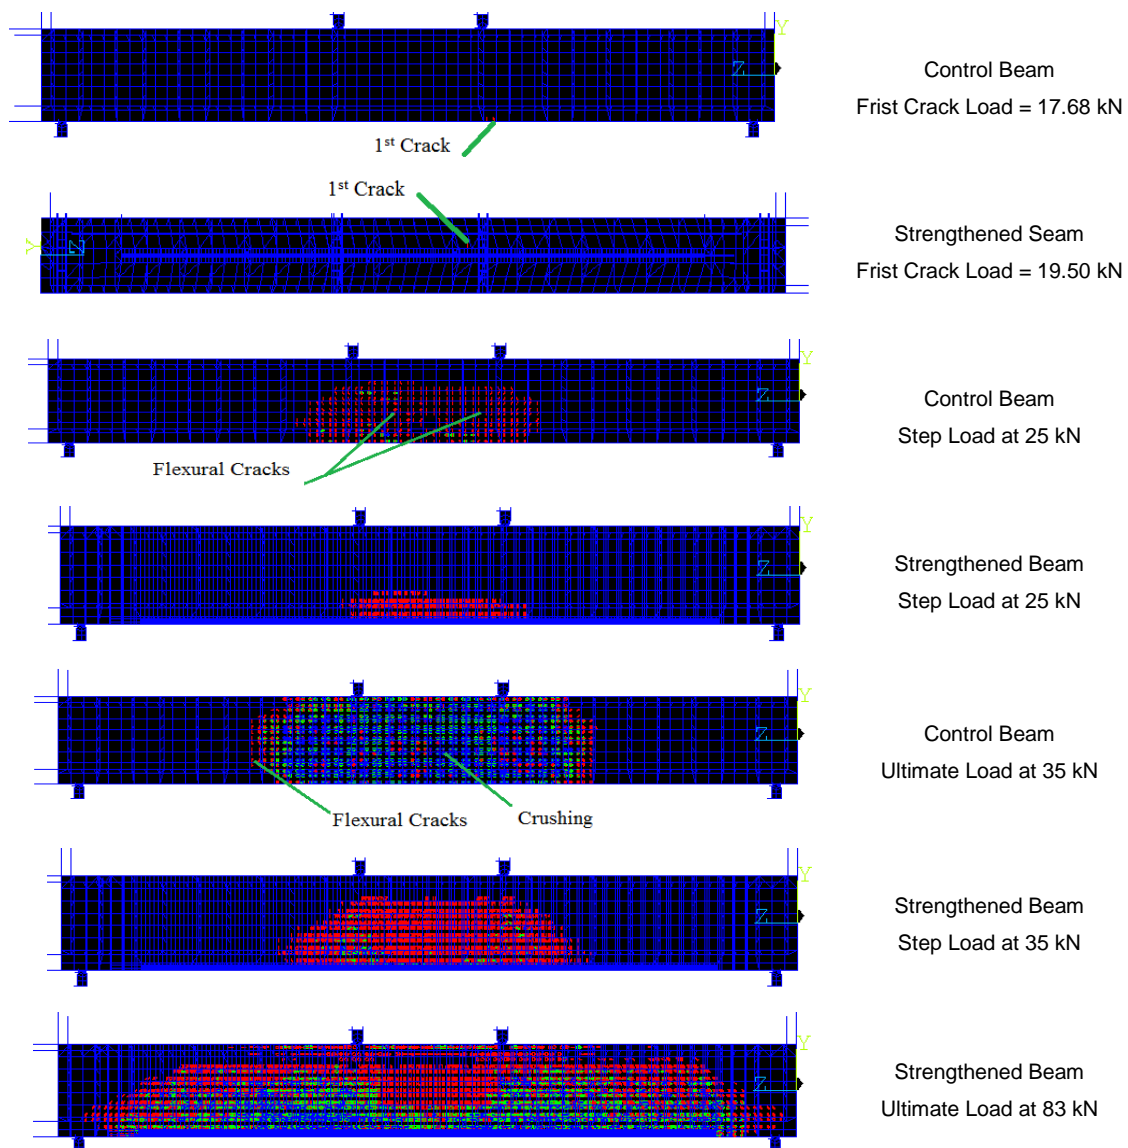 Y
Z
Control Beam
Frist Crack Load = 17.68 kN
1st Crack
1st Crack
Y
Z
Strengthened Seam
Frist Crack Load = 19.50 kN
Y
Z
Control Beam
Step Load at 25 kN
Flexural Cracks
Y
Z
Strengthened Beam
Step Load at 25 kN
Y
Z
Control Beam
Ultimate Load at 35 kN
Flexural Cracks
Crushing
Y
Z
Strengthened Beam
Step Load at 35 kN
Y
Z
Strengthened Beam
Ultimate Load at 83 kN